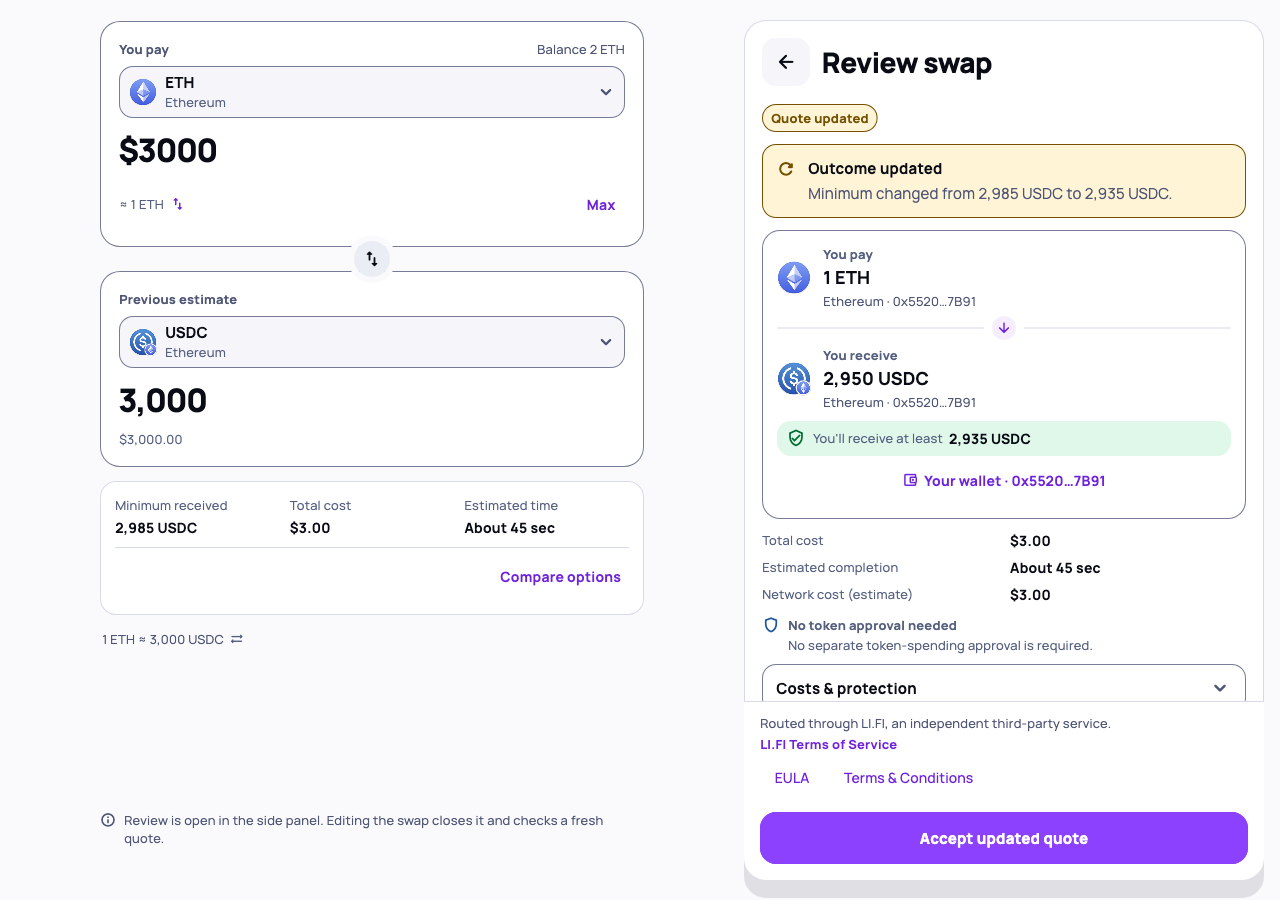 You pay
Balance 2 ETH
ETH
Ethereum
$3000
≈ 1 ETH
Max
Previous estimate
USDC
Ethereum
3,000
$3,000.00
Minimum received
Total cost
Estimated time
2,985 USDC
$3.00
About 45 sec
Compare options
1 ETH ≈ 3,000 USDC
Review is open in the side panel. Editing the swap closes it and checks a fresh
quote.
Review swap
Quote updated
Outcome updated
Minimum changed from 2,985 USDC to 2,935 USDC.
You pay
1 ETH
Ethereum · 0x5520…7B91
You receive
2,950 USDC
Ethereum · 0x5520…7B91
You'll receive at least 2,935 USDC
Your wallet · 0x5520…7B91
Total cost
$3.00
Estimated completion
About 45 sec
Network cost (estimate)
$3.00
No token approval needed
No separate token-spending approval is required.
Costs & protection
Routed through LI.FI, an independent third-party service.
LI.FI Terms of Service
EULA
Terms & Conditions
Accept updated quote